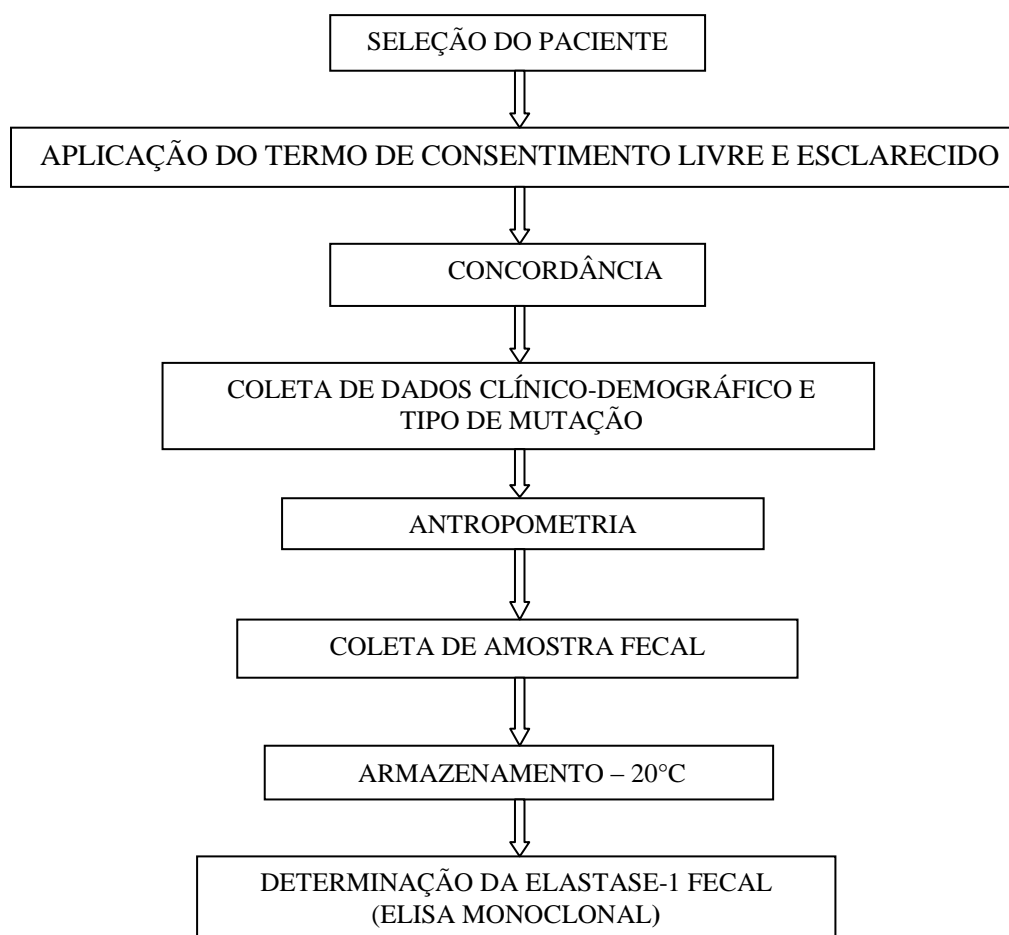 SELEÇÃO DO PACIENTE
APLICAÇÃO DO TERMO DE CONSENTIMENTO LIVRE E ESCLARECIDO
CONCORDÂNCIA
COLETA DE DADOS CLÍNICO-DEMOGRÁFICO E
TIPO DE MUTAÇÃO
ANTROPOMETRIA
COLETA DE AMOSTRA FECAL
ARMAZENAMENTO – 20°C
DETERMINAÇÃO DA ELASTASE-1 FECAL
(ELISA MONOCLONAL)